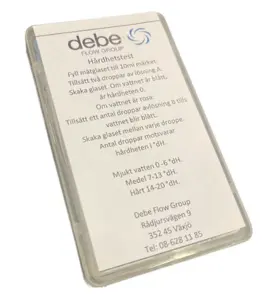 debe
FLOW GROUP
Hårdhetstest
Fyll mätglaset till 10ml märket.
Tillsätt två droppar av lösning A.
Skaka glaset. Om vattnet är blått,
är hårdheten 0.
Om vattnet är rosa:
Tillsätt ett antal droppar av lösning B tills
vattnet blir blått.
Skaka glaset mellan varje droppe.
Antal droppar motsvarar
hårdheten i °dH.
Mjukt vatten 0-6 °dH.
Medel 7-13 °dH.
Hårt 14-20 °dH.
Debe Flow Group
Rådjursvägen 9
352 45 Växjö
Tel: 08-628 11 85